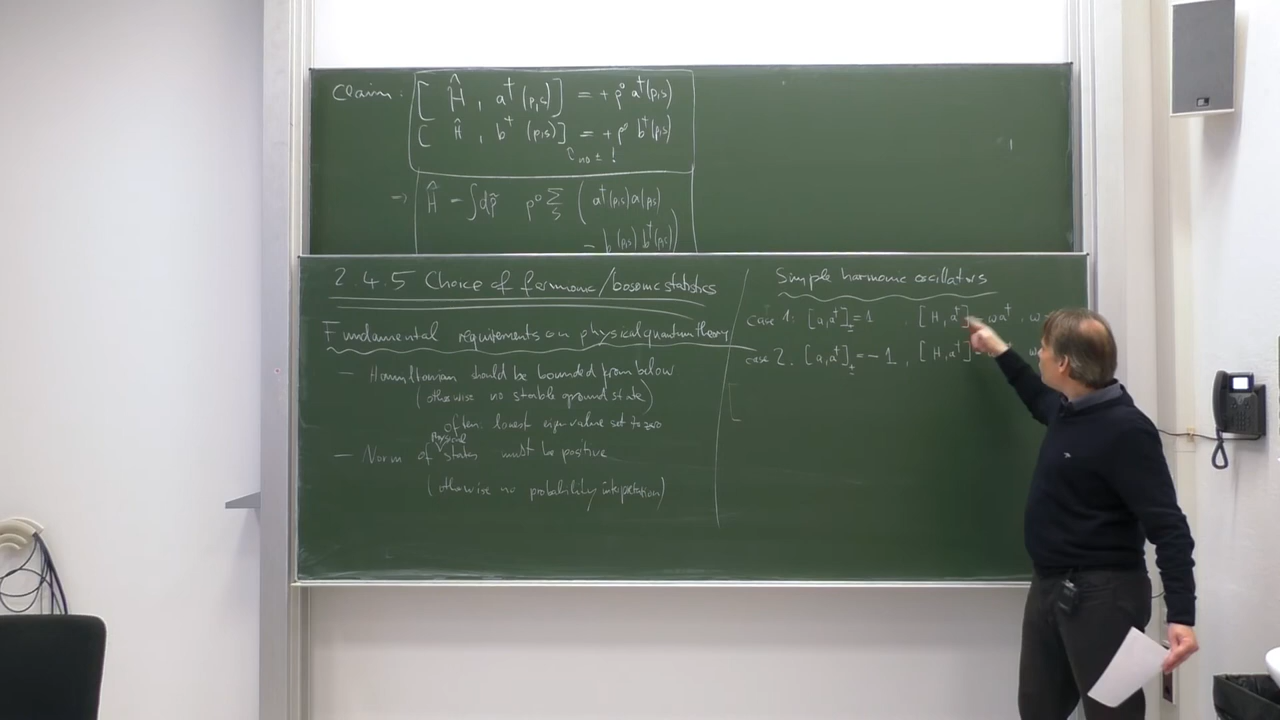 Claim: [ Ĥ , a†(p,s) ] = + p⁰ a†(p,s)
[ Ĥ , b†(p,s) ] = + p⁰ b†(p,s)
no ± !
→ Ĥ = ∫dp̃ p⁰ Σ_s ( a†(p,s) a(p,s)
- b(p,s) b†(p,s) )
2.4.5 Choice of fermionic/bosonic statistics
Fundamental requirements on physical quantum theory
— Hamiltonian should be bounded from below
(otherwise no stable ground state)
often: lowest eigenvalue set to zero
— Norm of physical states must be positive
(otherwise no probability interpretation)
Simple harmonic oscillators
case 1: [a,a†]± = 1 , [H,a†] = ωa† , ω
case 2. [a,a†]± = -1 , [H,a†] =